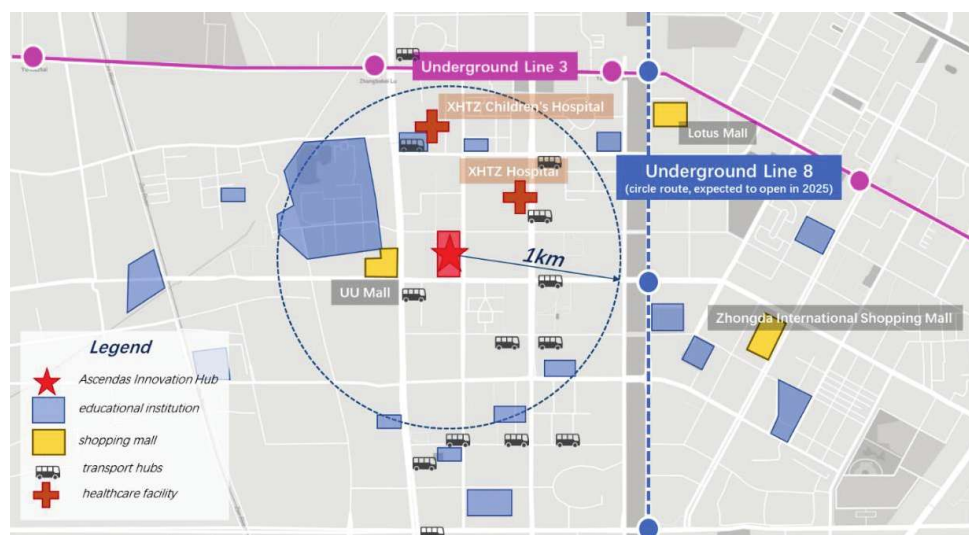 Underground Line 3
XHTZ Children's Hospital
Lotus Mall
XHTZ Hospital
Underground Line 8
(circle route, expected to open in 2025)
1km
UU Mall
Zhongda International Shopping Mall
Legend
Ascendas Innovation Hub
educational institution
shopping mall
transport hubs
healthcare facility